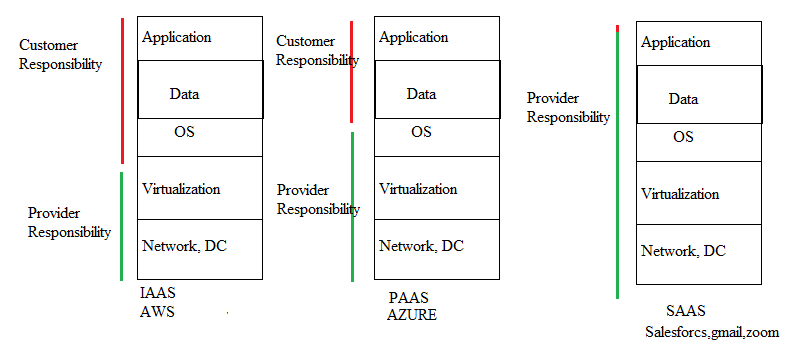 Customer
Responsibility
Provider
Responsibility
Application
Data
OS
Virtualization
Network, DC
IAAS
AWS
Customer
Responsibility
Provider
Responsibility
Application
Data
OS
Virtualization
Network, DC
PAAS
AZURE
Provider
Responsibility
Application
Data
OS
Virtualization
Network, DC
SAAS
Salesforcs,gmail,zoom